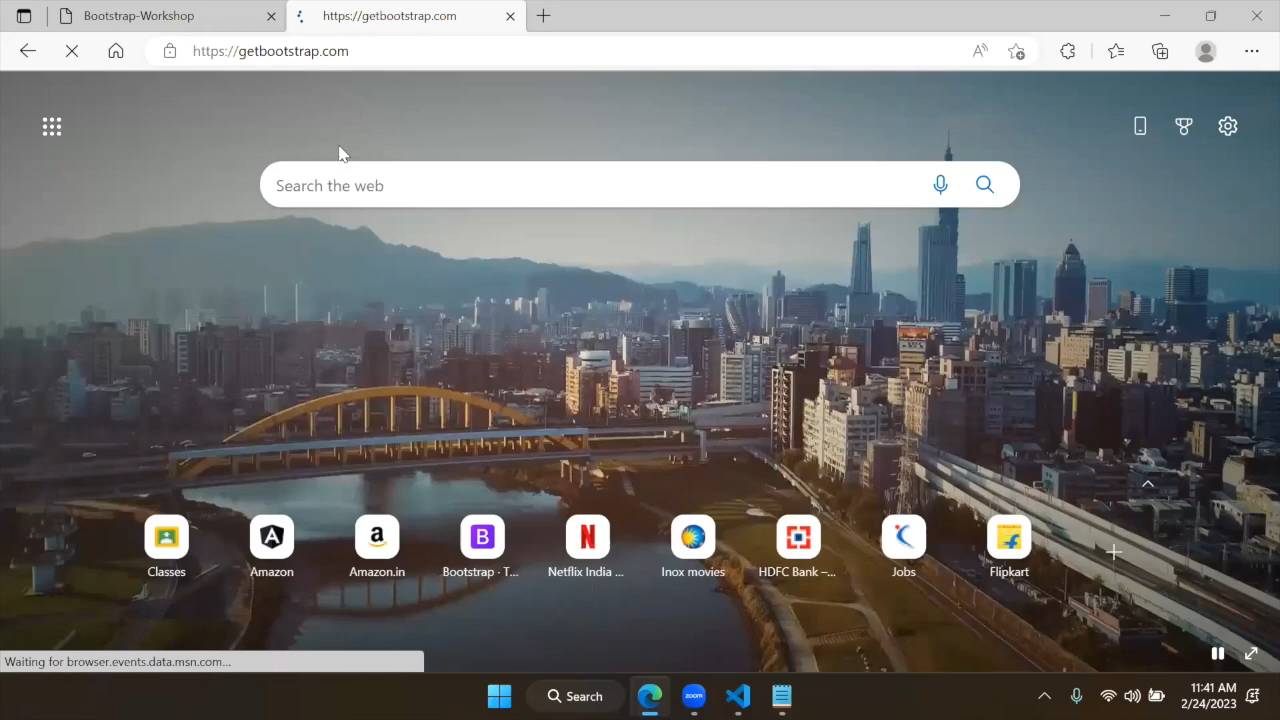 Bootstrap-Workshop
https://getbootstrap.com
https://getbootstrap.com
Search the web
Classes
Amazon
Amazon.in
Bootstrap · T...
Netflix India ...
Inox movies
HDFC Bank –...
Jobs
Flipkart
Waiting for browser.events.data.msn.com...
Search
zoom
11:41 AM
2/24/2023